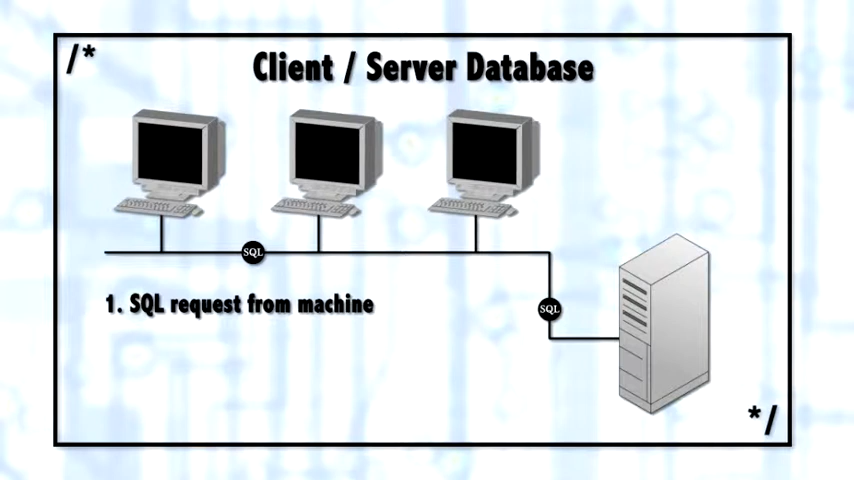 /*
Client / Server Database
SQL
1. SQL request from machine
SQL
*/